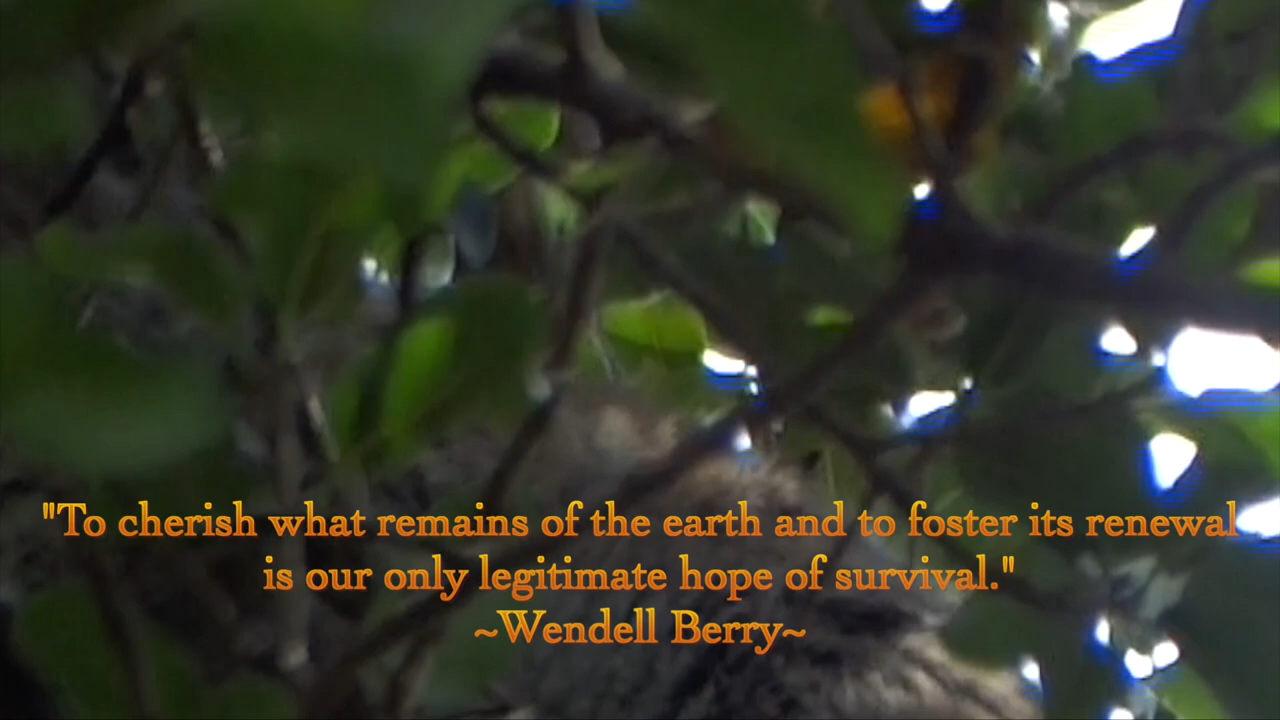 "To cherish what remains of the earth and to foster its renewal
is our only legitimate hope of survival."
~Wendell Berry~